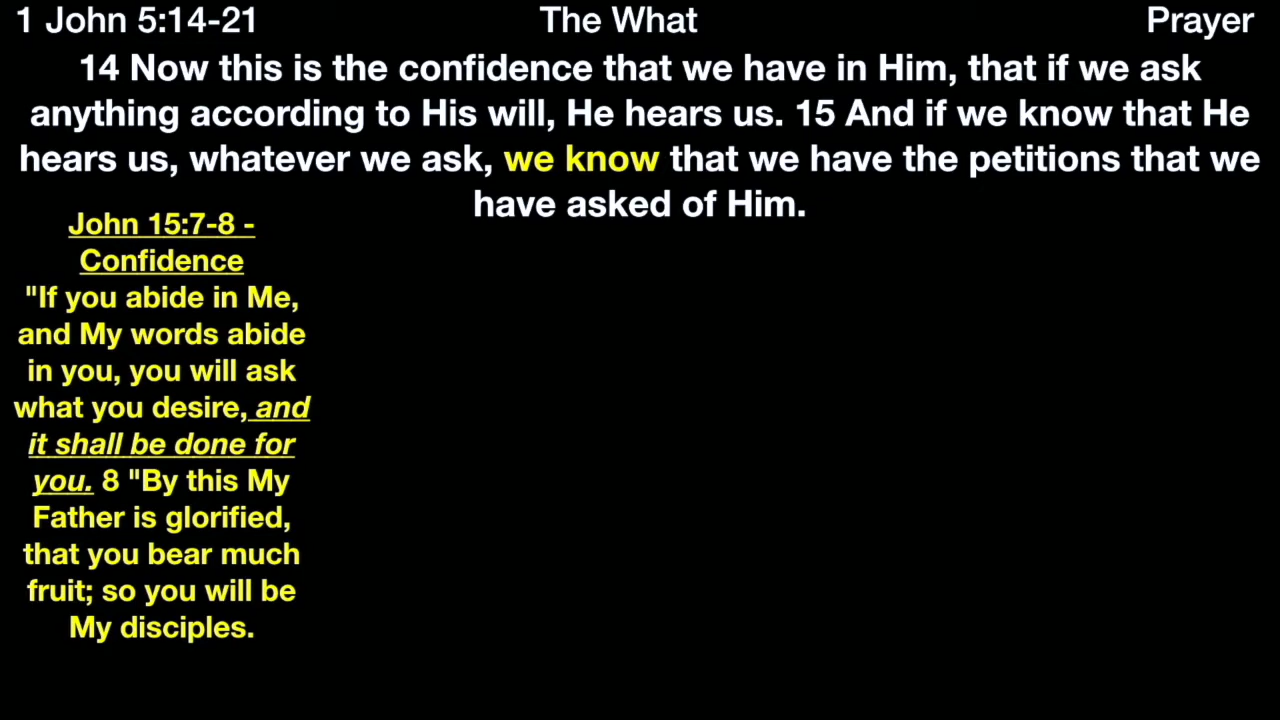 1 John 5:14-21 The What Prayer
14 Now this is the confidence that we have in Him, that if we ask
anything according to His will, He hears us. 15 And if we know that He
hears us, whatever we ask, we know that we have the petitions that we
have asked of Him.
John 15:7-8 -
Confidence
"If you abide in Me,
and My words abide
in you, you will ask
what you desire, and
it shall be done for
you. 8 "By this My
Father is glorified,
that you bear much
fruit; so you will be
My disciples.